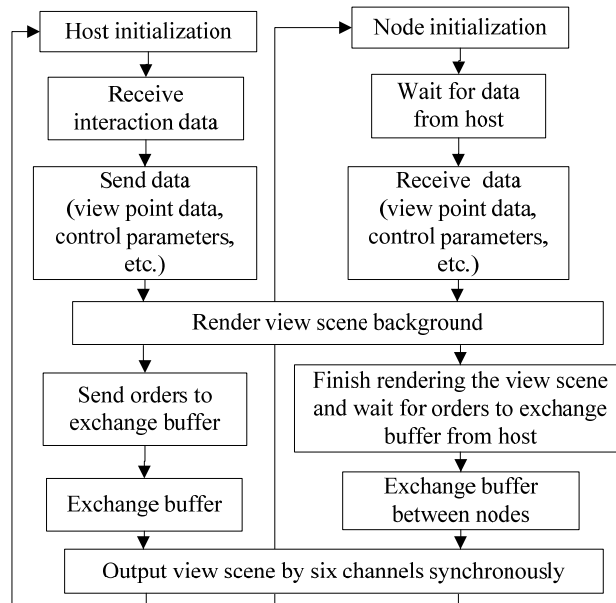 Host initialization
Receive
interaction data
Send data
(view point data,
control parameters,
etc.)
Node initialization
Wait for data
from host
Receive data
(view point data,
control parameters,
etc.)
Render view scene background
Send orders to
exchange buffer
Exchange buffer
Finish rendering the view scene
and wait for orders to exchange
buffer from host
Exchange buffer
between nodes
Output view scene by six channels synchronously